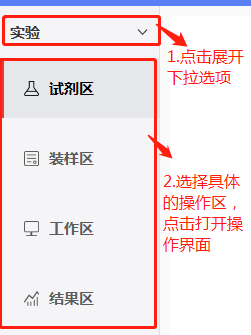 实验
1.点击展开
下拉选项
试剂区
装样区
2.选择具体
的操作区，
点击打开操
作界面
工作区
结果区